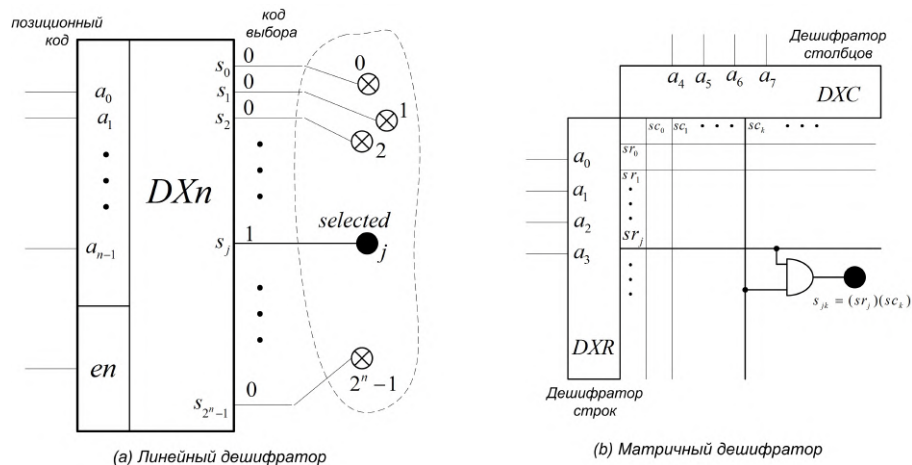 позиционный
код
код
выбора
a_0
a_1
a_{n-1}
en
DXn
s_0 0
s_1 0
s_2 0
s_j 1
s_{2^n-1} 0
0
1
2
selected
j
2^n-1
(a) Линейный дешифратор
Дешифратор
столбцов
a_4 a_5 a_6 a_7
DXC
sc_0 sc_1 • • • sc_k • • •
a_0
a_1
a_2
a_3
sr_0
sr_1
sr_j
s_{jk} = (sr_j)(sc_k)
DXR
Дешифратор
строк
(b) Матричный дешифратор